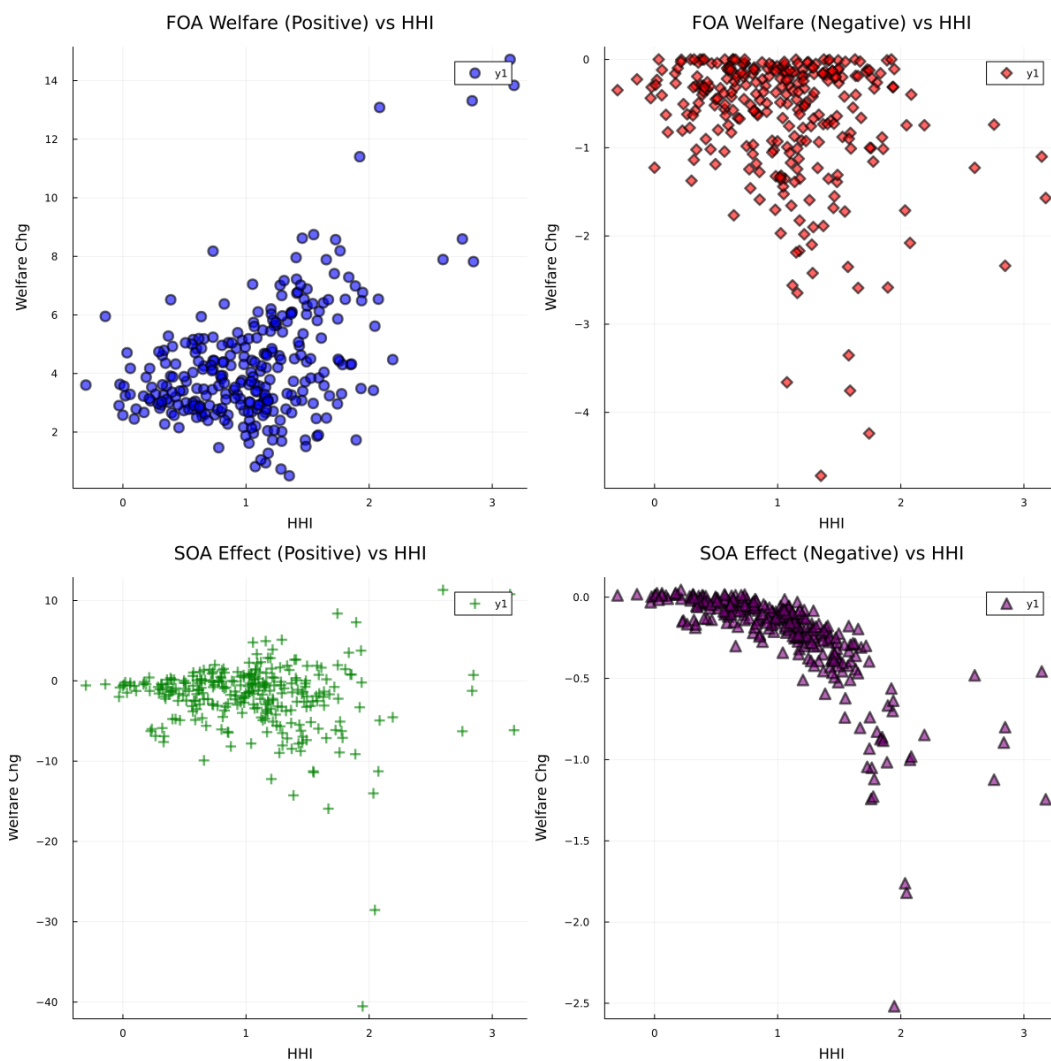 FOA Welfare (Positive) vs HHI
14
12
10
8
6
4
2
0
1
2
3
Welfare Chg
HHI
y1
FOA Welfare (Negative) vs HHI
0
−1
−2
−3
−4
0
1
2
3
Welfare Chg
HHI
y1
SOA Effect (Positive) vs HHI
10
0
−10
−20
−30
−40
0
1
2
3
Welfare Chg
HHI
y1
SOA Effect (Negative) vs HHI
0.0
−0.5
−1.0
−1.5
−2.0
−2.5
0
1
2
3
Welfare Chg
HHI
y1